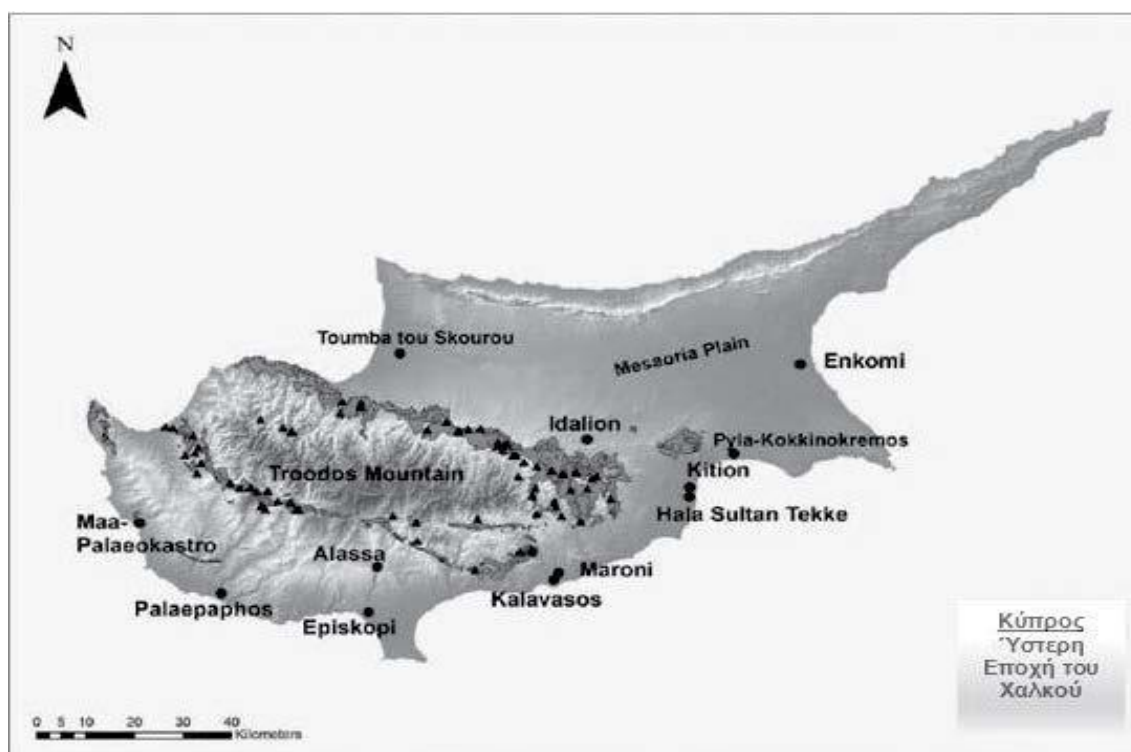 N
Toumba tou Skourou
Mesaoria Plain
Enkomi
Idalion
Pyla-Kokkinokremos
Troodos Mountain
Kition
Hala Sultan Tekke
Maa-
Palaeokastro
Alassa
Maroni
Kalavasos
Palaepaphos
Episkopi
Κύπρος
Ύστερη
Εποχή του
Χαλκού
0 5 10 20 30 40
Kilometers